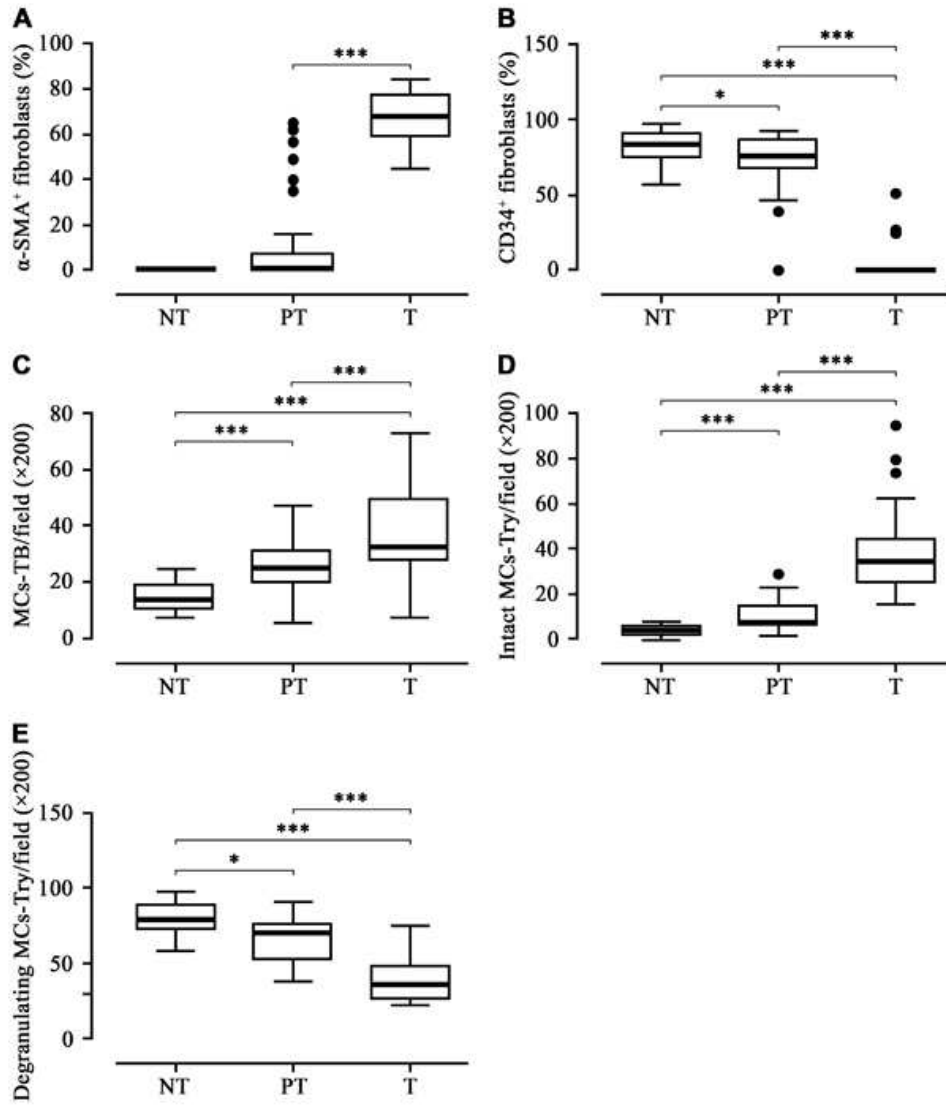 A
α-SMA⁺ fibroblasts (%)
100
80
60
40
20
0
***
NT PT T
B
CD34⁺ fibroblasts (%)
150
100
50
0
***
***
*
NT PT T
C
MCs-TB/field (×200)
80
60
40
20
0
***
***
***
NT PT T
D
Intact MCs-Try/field (×200)
100
80
60
40
20
0
***
***
***
NT PT T
E
Degranulating MCs-Try/field (×200)
150
100
50
0
***
***
*
NT PT T